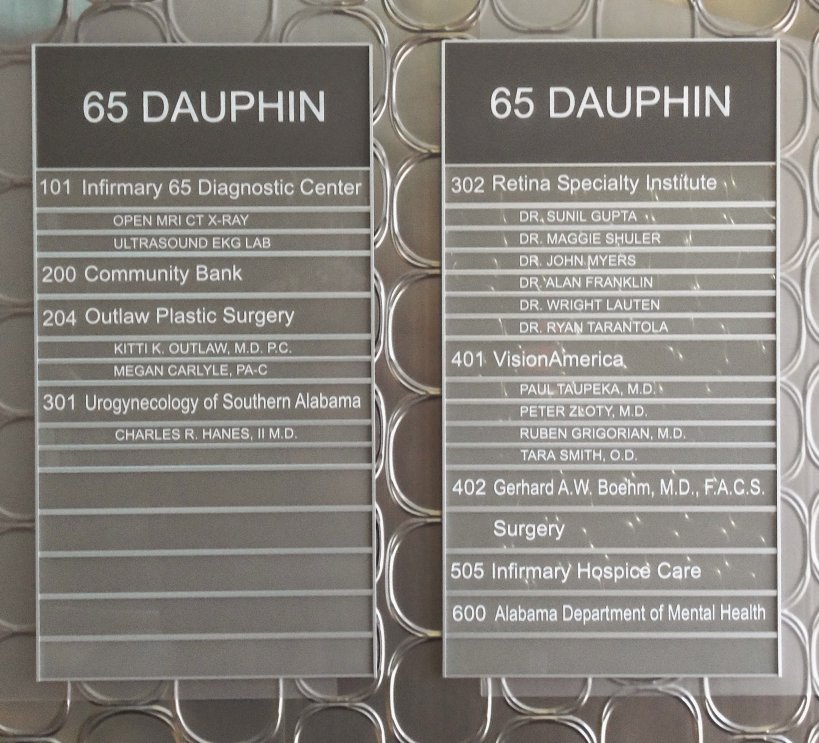 65 DAUPHIN
101 Infirmary 65 Diagnostic Center
OPEN MRI CT X-RAY
ULTRASOUND EKG LAB
200 Community Bank
204 Outlaw Plastic Surgery
KITTI K. OUTLAW, M.D. P.C.
MEGAN CARLYLE, PA-C
301 Urogynecology of Southern Alabama
CHARLES R. HANES, II M.D.
65 DAUPHIN
302 Retina Specialty Institute
DR. SUNIL GUPTA
DR. MAGGIE SHULER
DR. JOHN MYERS
DR. ALAN FRANKLIN
DR. WRIGHT LAUTEN
DR. RYAN TARANTOLA
401 VisionAmerica
PAUL TAUPEKA, M.D.
PETER ZLOTY, M.D.
RUBEN GRIGORIAN, M.D.
TARA SMITH, O.D.
402 Gerhard A.W. Boehm, M.D., F.A.C.S.
Surgery
505 Infirmary Hospice Care
600 Alabama Department of Mental Health